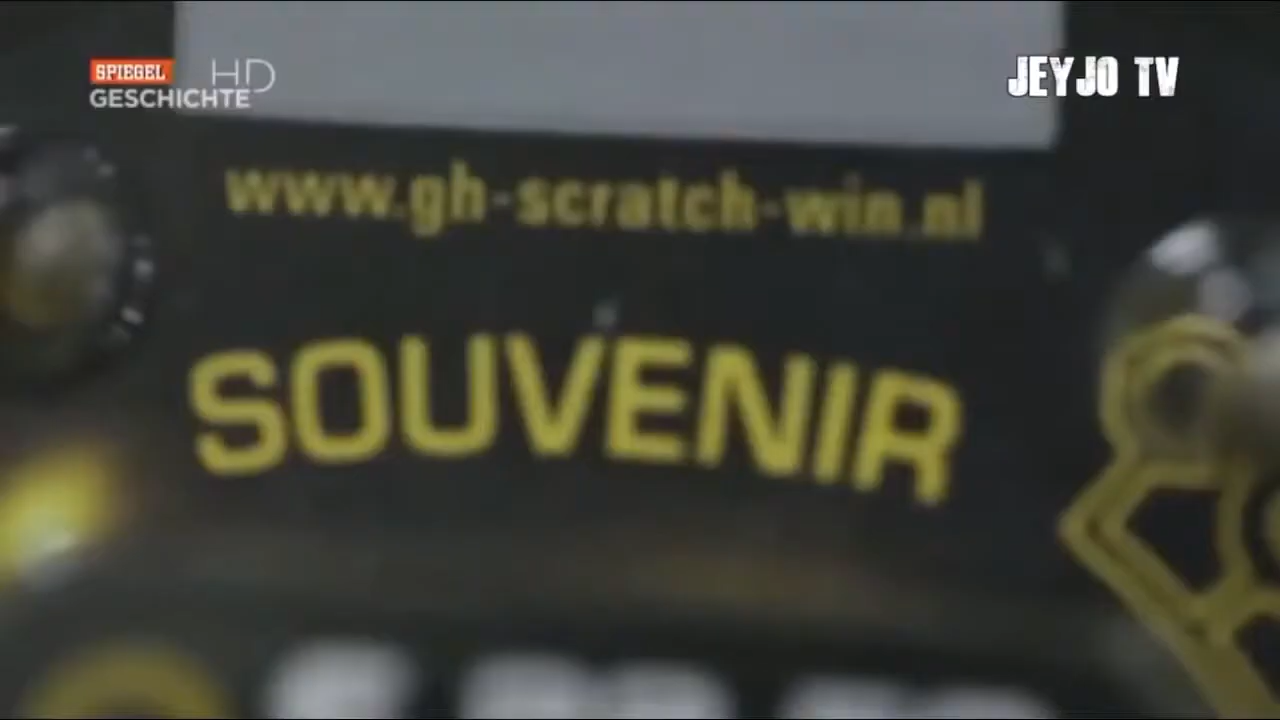 SPIEGEL HD
GESCHICHTE
JEYJO TV
www.gh-scratch-win.nl
SOUVENIR